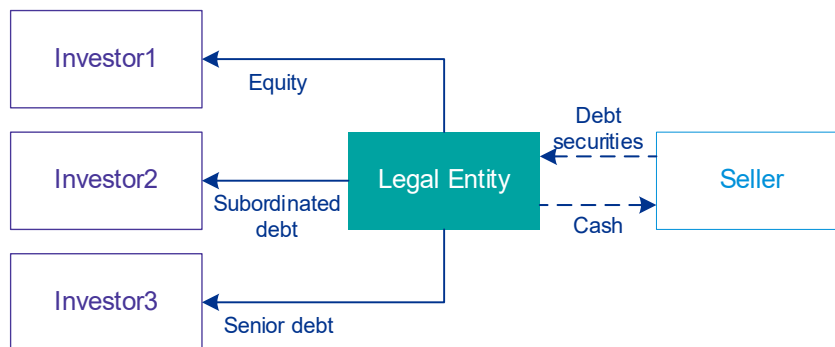 Investor1
Equity
Investor2
Subordinated
debt
Investor3
Senior debt
Legal Entity
Debt
securities
Cash
Seller